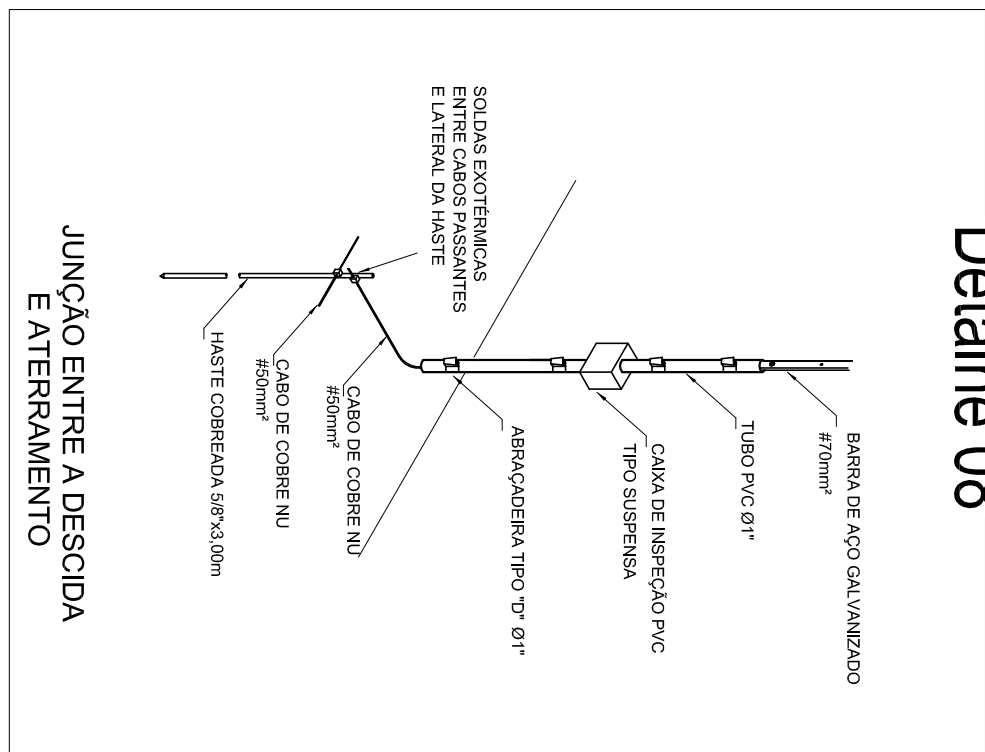 Detalhe 08
BARRA DE AÇO GALVANIZADO
#70mm²
TUBO PVC Ø1"
CAIXA DE INSPEÇÃO PVC
TIPO SUSPENSA
ABRAÇADEIRA TIPO "D" Ø1"
SOLDAS EXOTÉRMICAS
ENTRE CABOS PASSANTES
E LATERAL DA HASTE
CABO DE COBRE NU
#50mm²
CABO DE COBRE NU
#50mm²
HASTE COBREADA 5/8"x3,00m
JUNÇÃO ENTRE A DESCIDA
E ATERRAMENTO